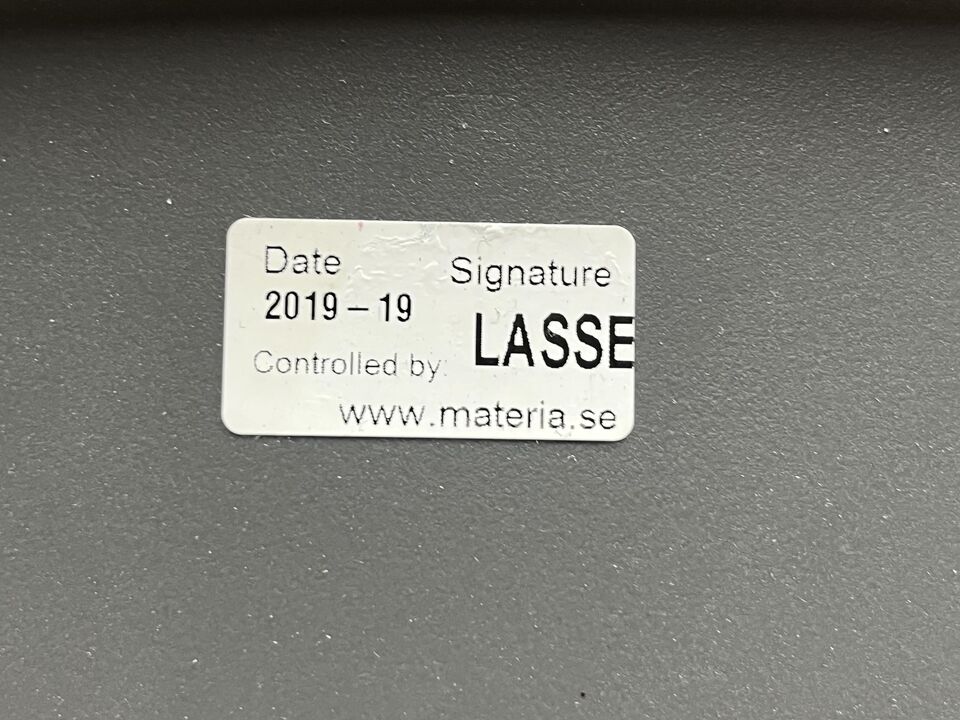 Date Signature
2019 – 19 LASSE
Controlled by:
www.materia.se